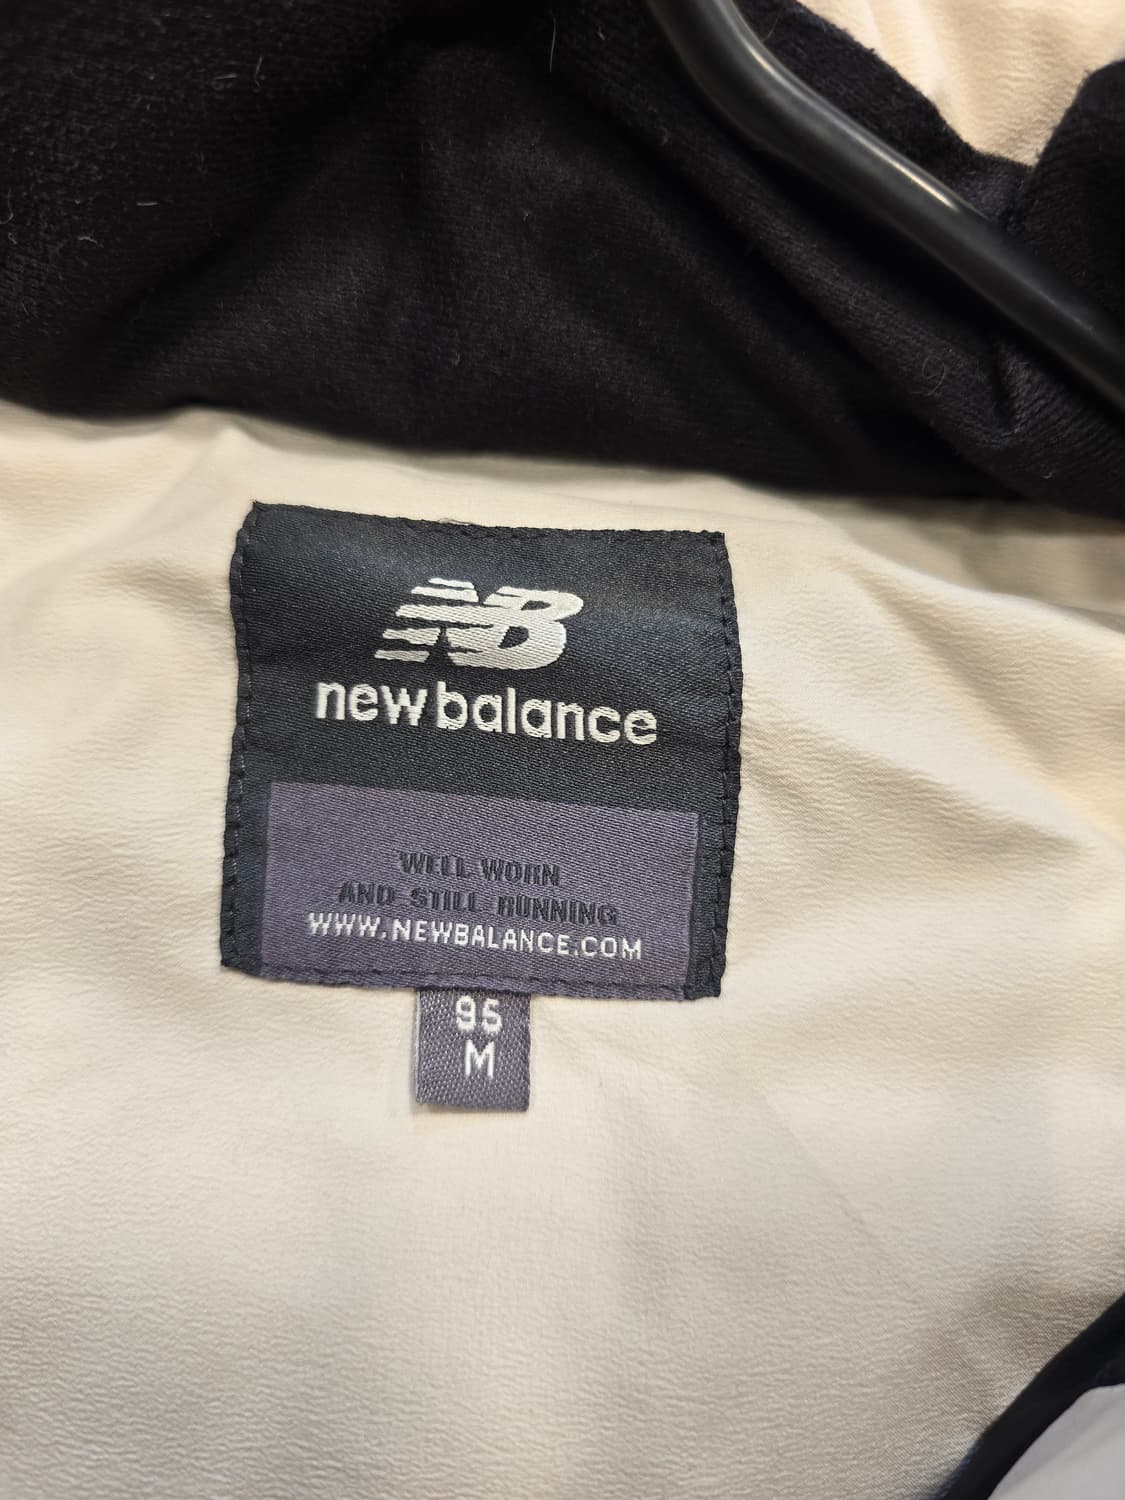 NB
new balance
WELL WORN
AND STILL RUNNING
WWW.NEWBALANCE.COM
95
M